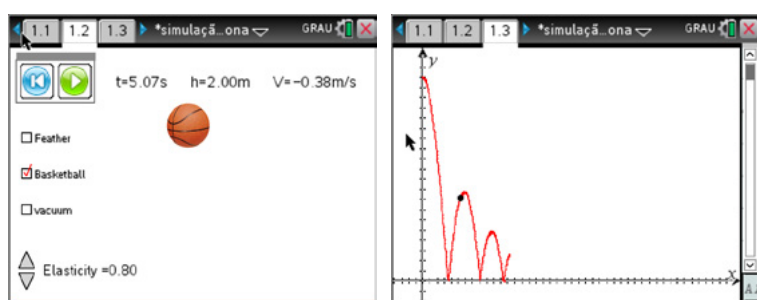 1.1 1.2 1.3 *simulaçã…ona GRAU
t=5.07s h=2.00m V=-0.38m/s
Feather
Basketball
vacuum
Elasticity =0.80
1.1 1.2 1.3 *simulaçã…ona GRAU
y
x